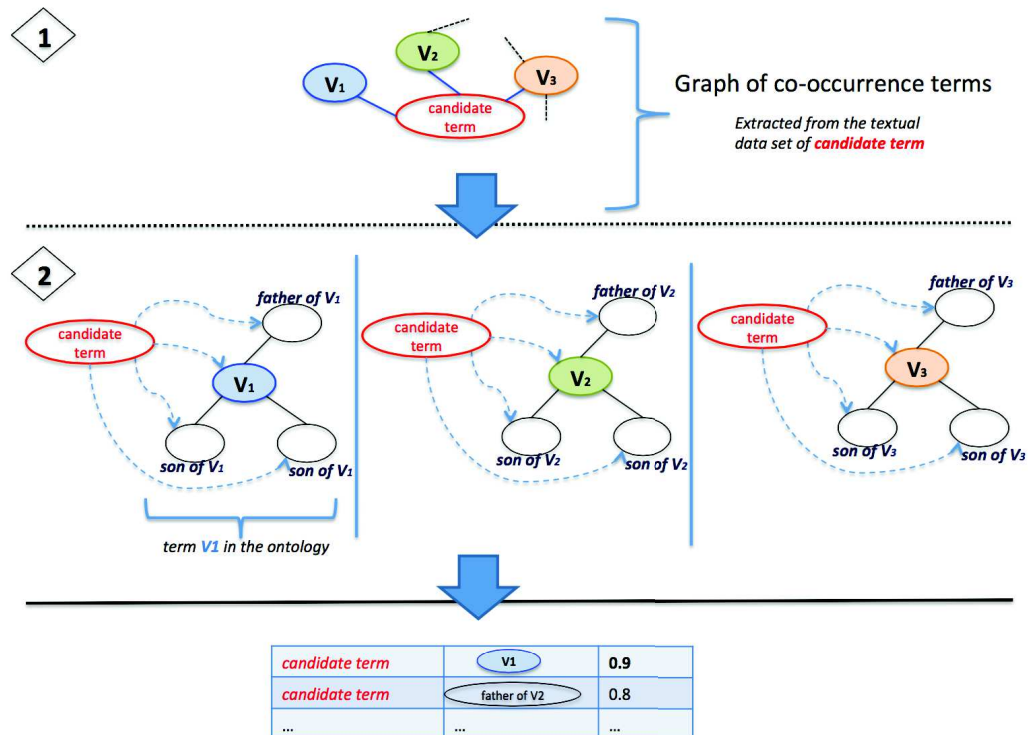 1
V2
V1
V3
candidate
term
Graph of co-occurrence terms
Extracted from the textual
data set of candidate term
2
father of V1
candidate
term
V1
son of V1
son of V1
term V1 in the ontology
father of V2
candidate
term
V2
son of V2
son of V2
father of V3
candidate
term
V3
son of V3
son of V3
candidate term V1 0.9
candidate term father of V2 0.8
... ... ...